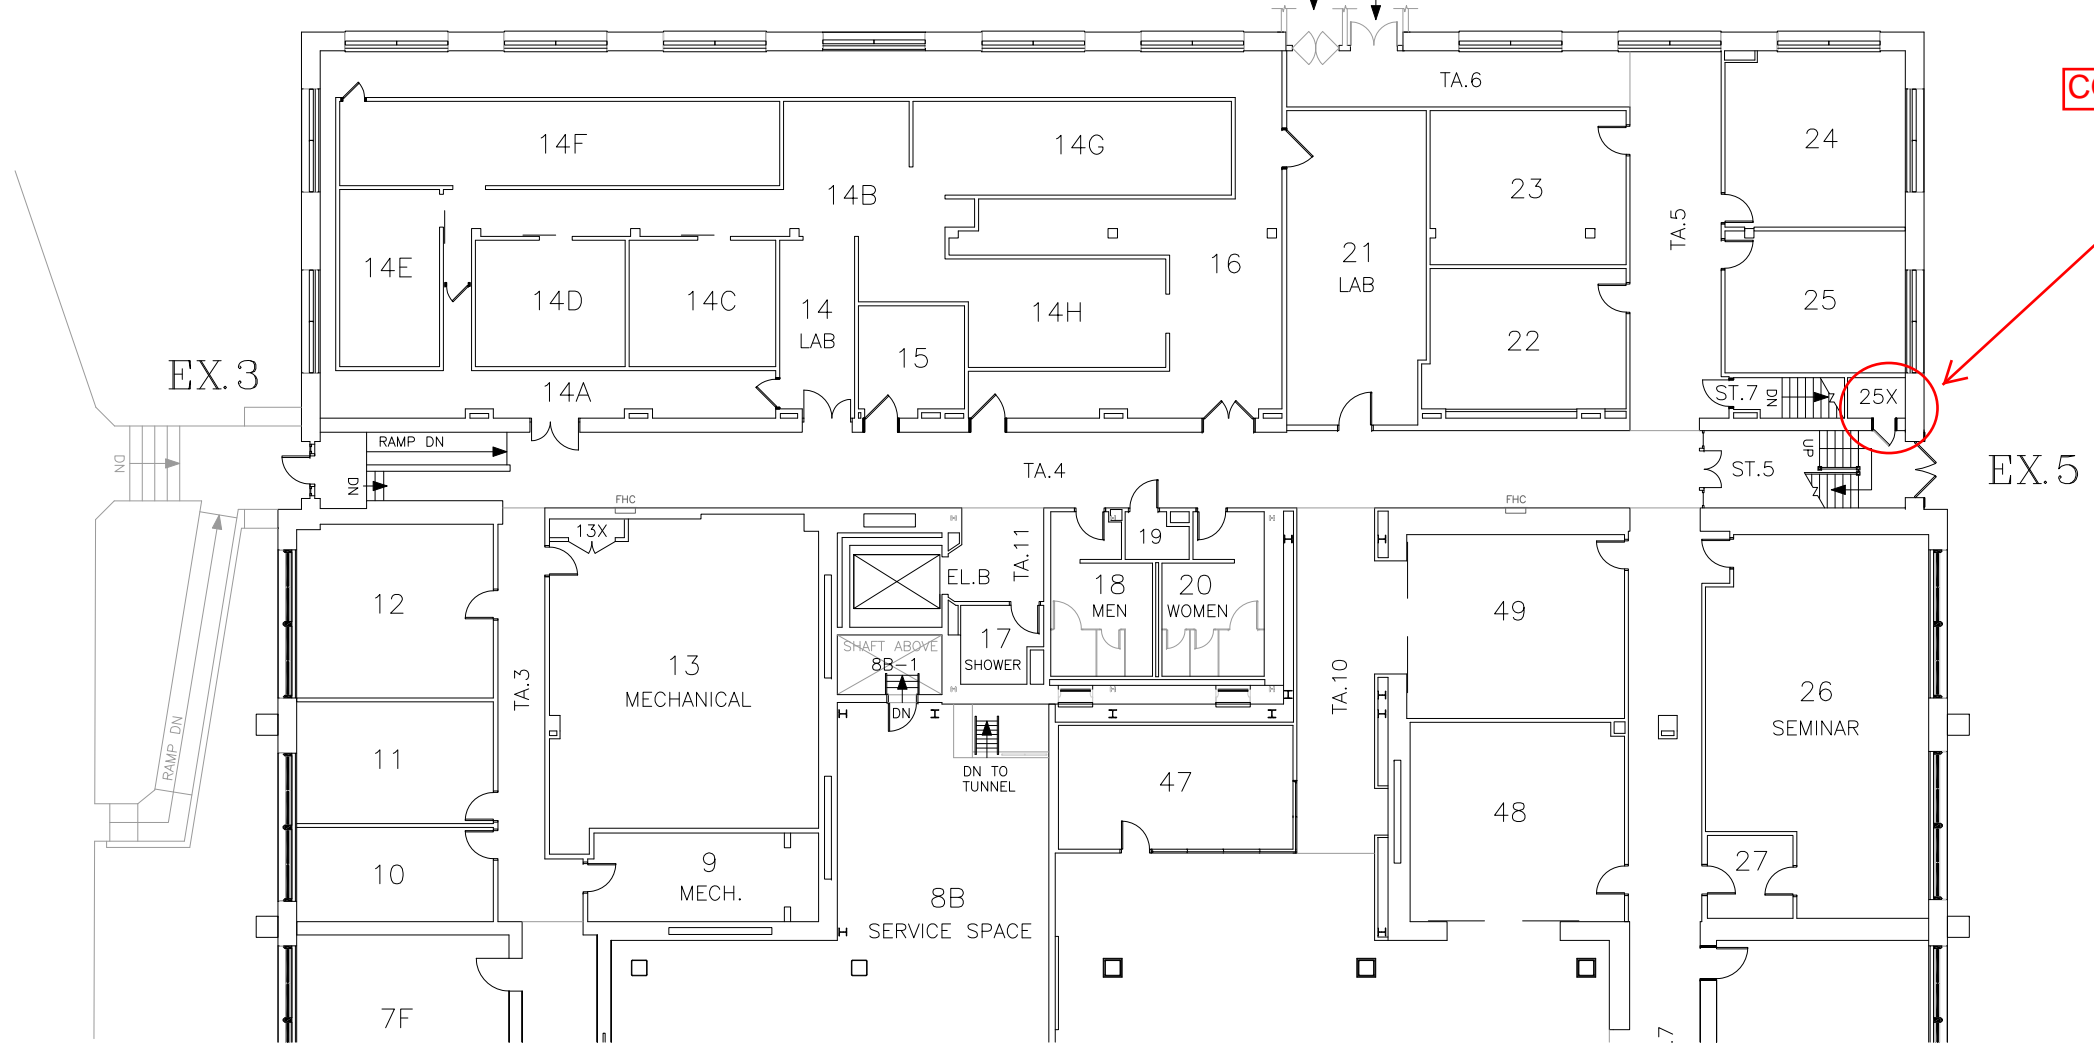 TA.6
CO
14F
14G
24
14B
23
TA.5
14E
21
LAB
16
14D
14C
14
LAB
14H
25
22
15
EX.3
14A
ST.7
DN
25X
RAMP DN
DN
DN
TA.4
UP
ST.5
EX.5
FHC
FHC
13X
19
TA.11
EL.B
12
18
MEN
20
WOMEN
49
17
SHOWER
SHAFT ABOVE
8B-1
13
MECHANICAL
TA.3
TA.10
26
SEMINAR
DN
RAMP DN
11
DN TO
TUNNEL
47
48
10
9
MECH.
27
8B
SERVICE SPACE
7F
.7